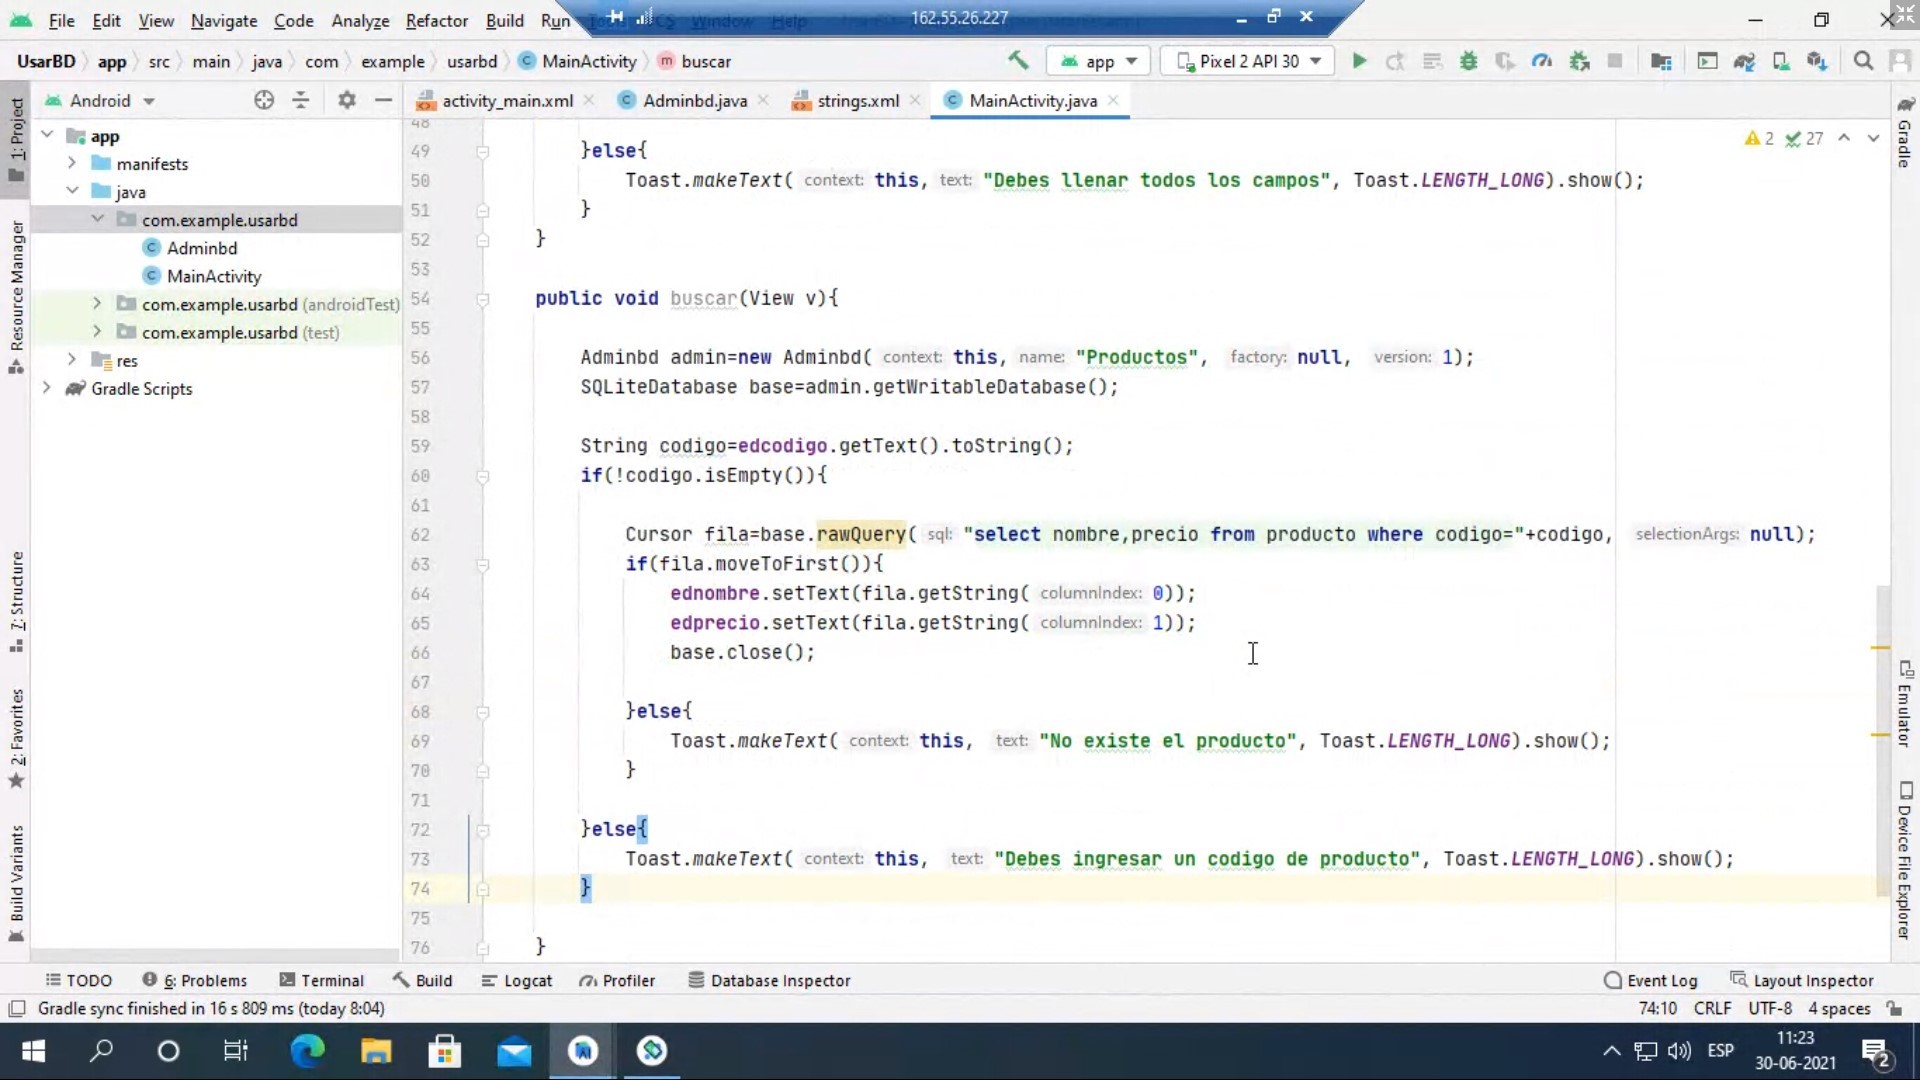 File Edit View Navigate Code Analyze Refactor Build Run Window Help
162.55.26.227
UsarBD app src main java com example usarbd MainActivity buscar
app Pixel 2 API 30
Android
activity_main.xml Adminbd.java strings.xml MainActivity.java
1: Project
Resource Manager
7: Structure
2: Favorites
Build Variants
app
manifests
java
com.example.usarbd
Adminbd
MainActivity
com.example.usarbd (androidTest)
com.example.usarbd (test)
res
Gradle Scripts
2 27
48
49 }else{
50 Toast.makeText( context: this, text: "Debes llenar todos los campos", Toast.LENGTH_LONG).show();
51 }
52 }
53
54 public void buscar(View v){
55
56 Adminbd admin=new Adminbd( context: this, name: "Productos", factory: null, version: 1);
57 SQLiteDatabase base=admin.getWritableDatabase();
58
59 String codigo=edcodigo.getText().toString();
60 if(!codigo.isEmpty()){
61
62 Cursor fila=base.rawQuery( sql: "select nombre,precio from producto where codigo="+codigo, selectionArgs: null);
63 if(fila.moveToFirst()){
64 ednombre.setText(fila.getString( columnIndex: 0));
65 edprecio.setText(fila.getString( columnIndex: 1));
66 base.close();
67
68 }else{
69 Toast.makeText( context: this, text: "No existe el producto", Toast.LENGTH_LONG).show();
70 }
71
72 }else{
73 Toast.makeText( context: this, text: "Debes ingresar un codigo de producto", Toast.LENGTH_LONG).show();
74 }
75
76 }
Gradle
Emulator
Device File Explorer
TODO 6: Problems Terminal Build Logcat Profiler Database Inspector Event Log Layout Inspector
Gradle sync finished in 16 s 809 ms (today 8:04) 74:10 CRLF UTF-8 4 spaces
ESP
11:23
30-06-2021
2